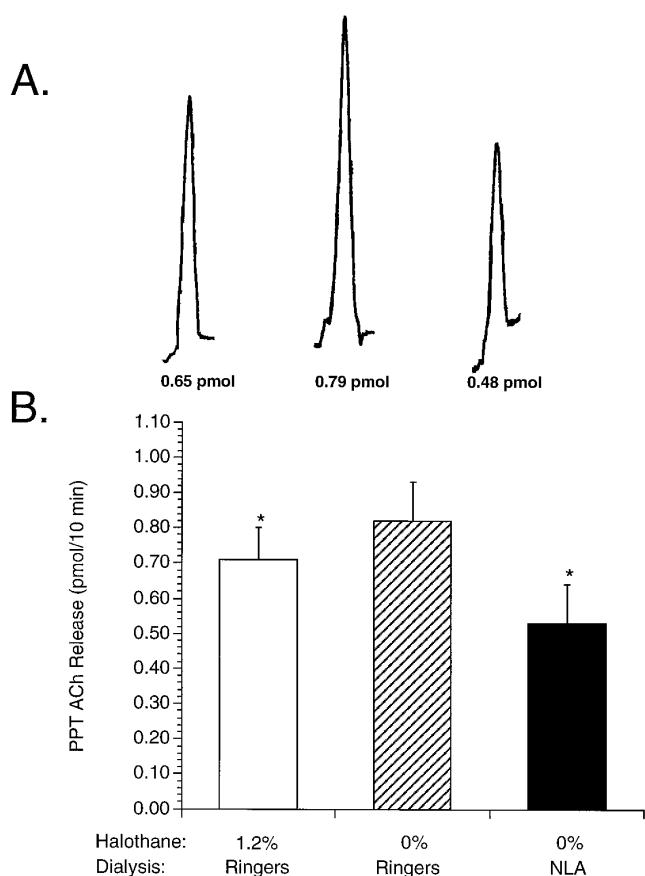 A.
0.65 pmol 0.79 pmol 0.48 pmol
B.
PPT ACh Release (pmol/10 min)
1.10
1.00
0.90
0.80
0.70
0.60
0.50
0.40
0.30
0.20
0.10
0.00
*
*
Halothane: 1.2% 0% 0%
Dialysis: Ringers Ringers NLA